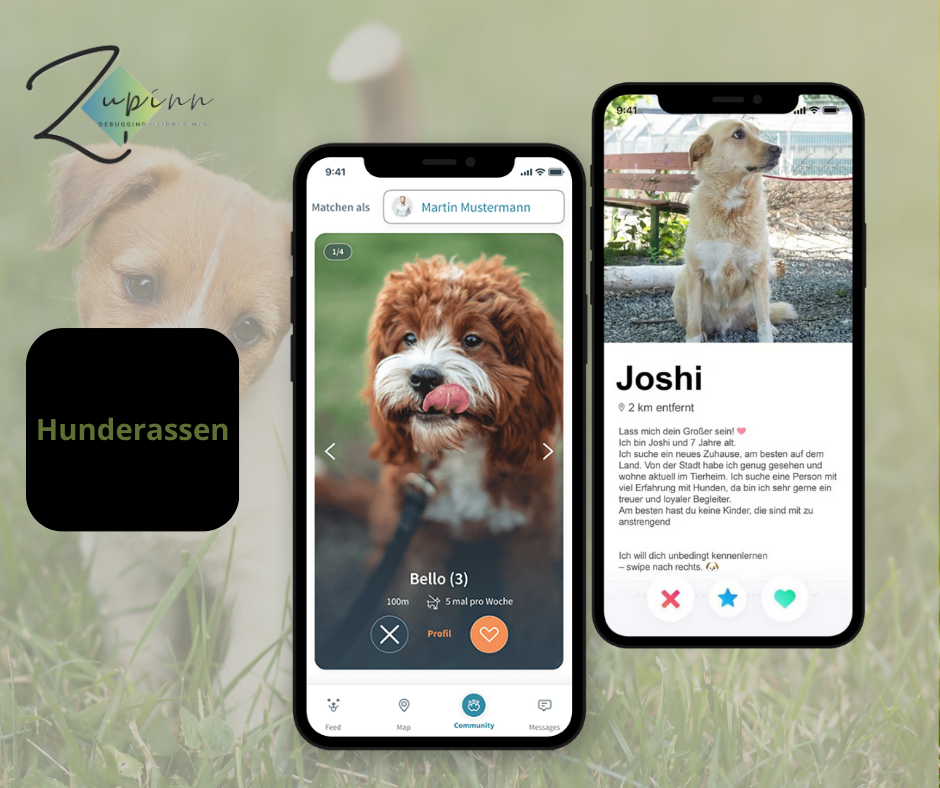 Zupinn
DEBUGGING
Hunderassen
9:41
Matchen als
Martin Mustermann
1/4
Bello (3)
100m
5 mal pro Woche
Profil
Feed
Map
Community
Messages
9:41
Joshi
2 km entfernt
Lass mich dein Großer sein!
Ich bin Joshi und 7 Jahre alt.
Ich suche ein neues Zuhause, am besten auf dem
Land. Von der Stadt habe ich genug gesehen und
wohne aktuell im Tierheim. Ich suche eine Person mit
viel Erfahrung mit Hunden, da bin ich sehr gerne ein
treuer und loyaler Begleiter.
Am besten hast du keine Kinder, die sind mit zu
anstrengend
Ich will dich unbedingt kennenlernen
– swipe nach rechts.